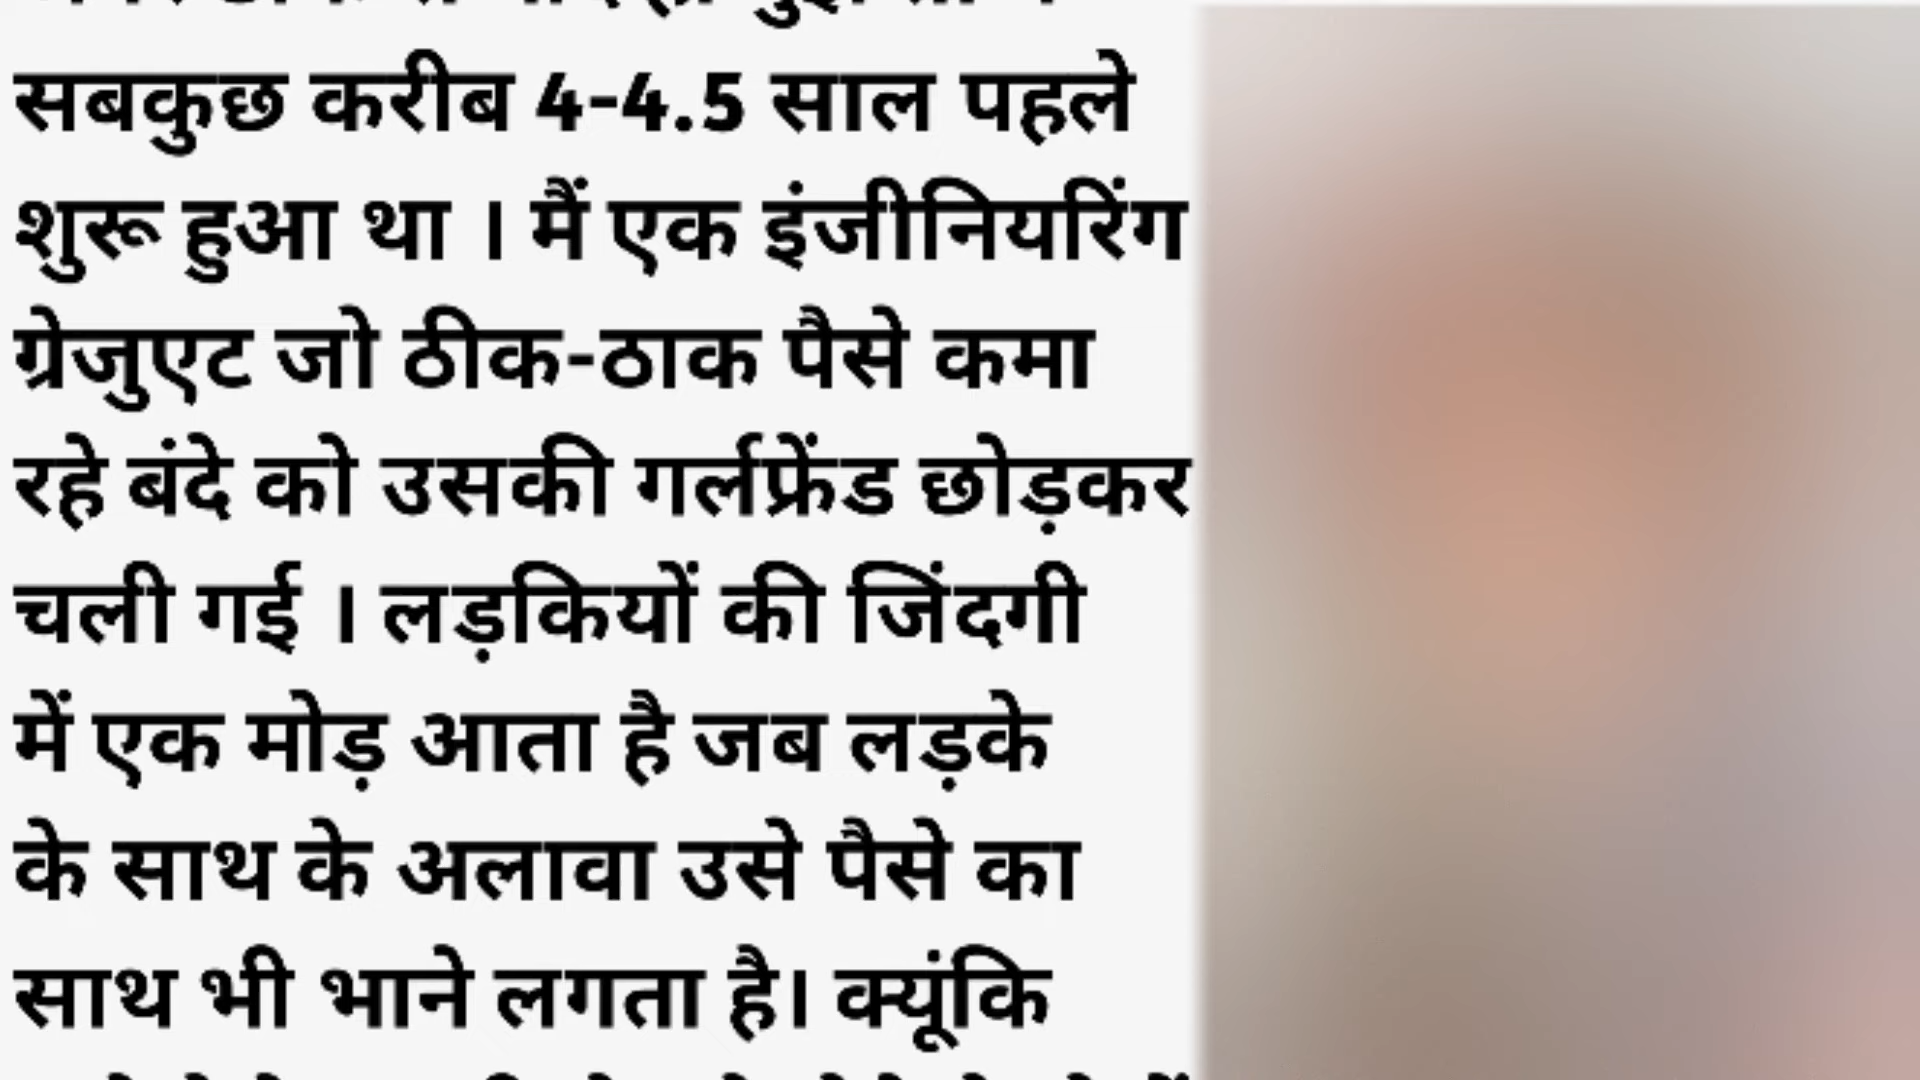 सबकुछ करीब 4-4.5 साल पहले
शुरू हुआ था । मैं एक इंजीनियरिंग
ग्रेजुएट जो ठीक-ठाक पैसे कमा
रहे बंदे को उसकी गर्लफ्रेंड छोड़कर
चली गई । लड़कियों की जिंदगी
में एक मोड़ आता है जब लड़के
के साथ के अलावा उसे पैसे का
साथ भी भाने लगता है। क्यूंकि